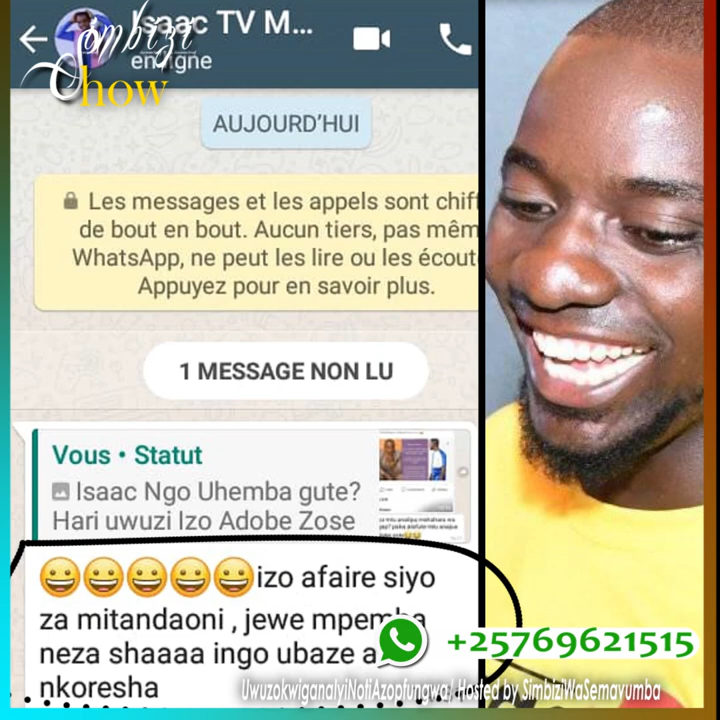 Isaac TV M...
en ligne
Simbizi
Show
AUJOURD'HUI
Les messages et les appels sont chiff
de bout en bout. Aucun tiers, pas mêm
WhatsApp, ne peut les lire ou les écout
Appuyez pour en savoir plus.
1 MESSAGE NON LU
Vous • Statut
Isaac Ngo Uhemba gute?
Hari uwuzi Izo Adobe Zose
😀😀😀😀😀izo afaire siyo
za mitandaoni , jewe mpemba
neza shaaaa ingo ubaze a
nkoresha
+25769621515
UwuzokwiganalyiNotiAzopfungwa/ Hosted by SimbiziWaSemavumba